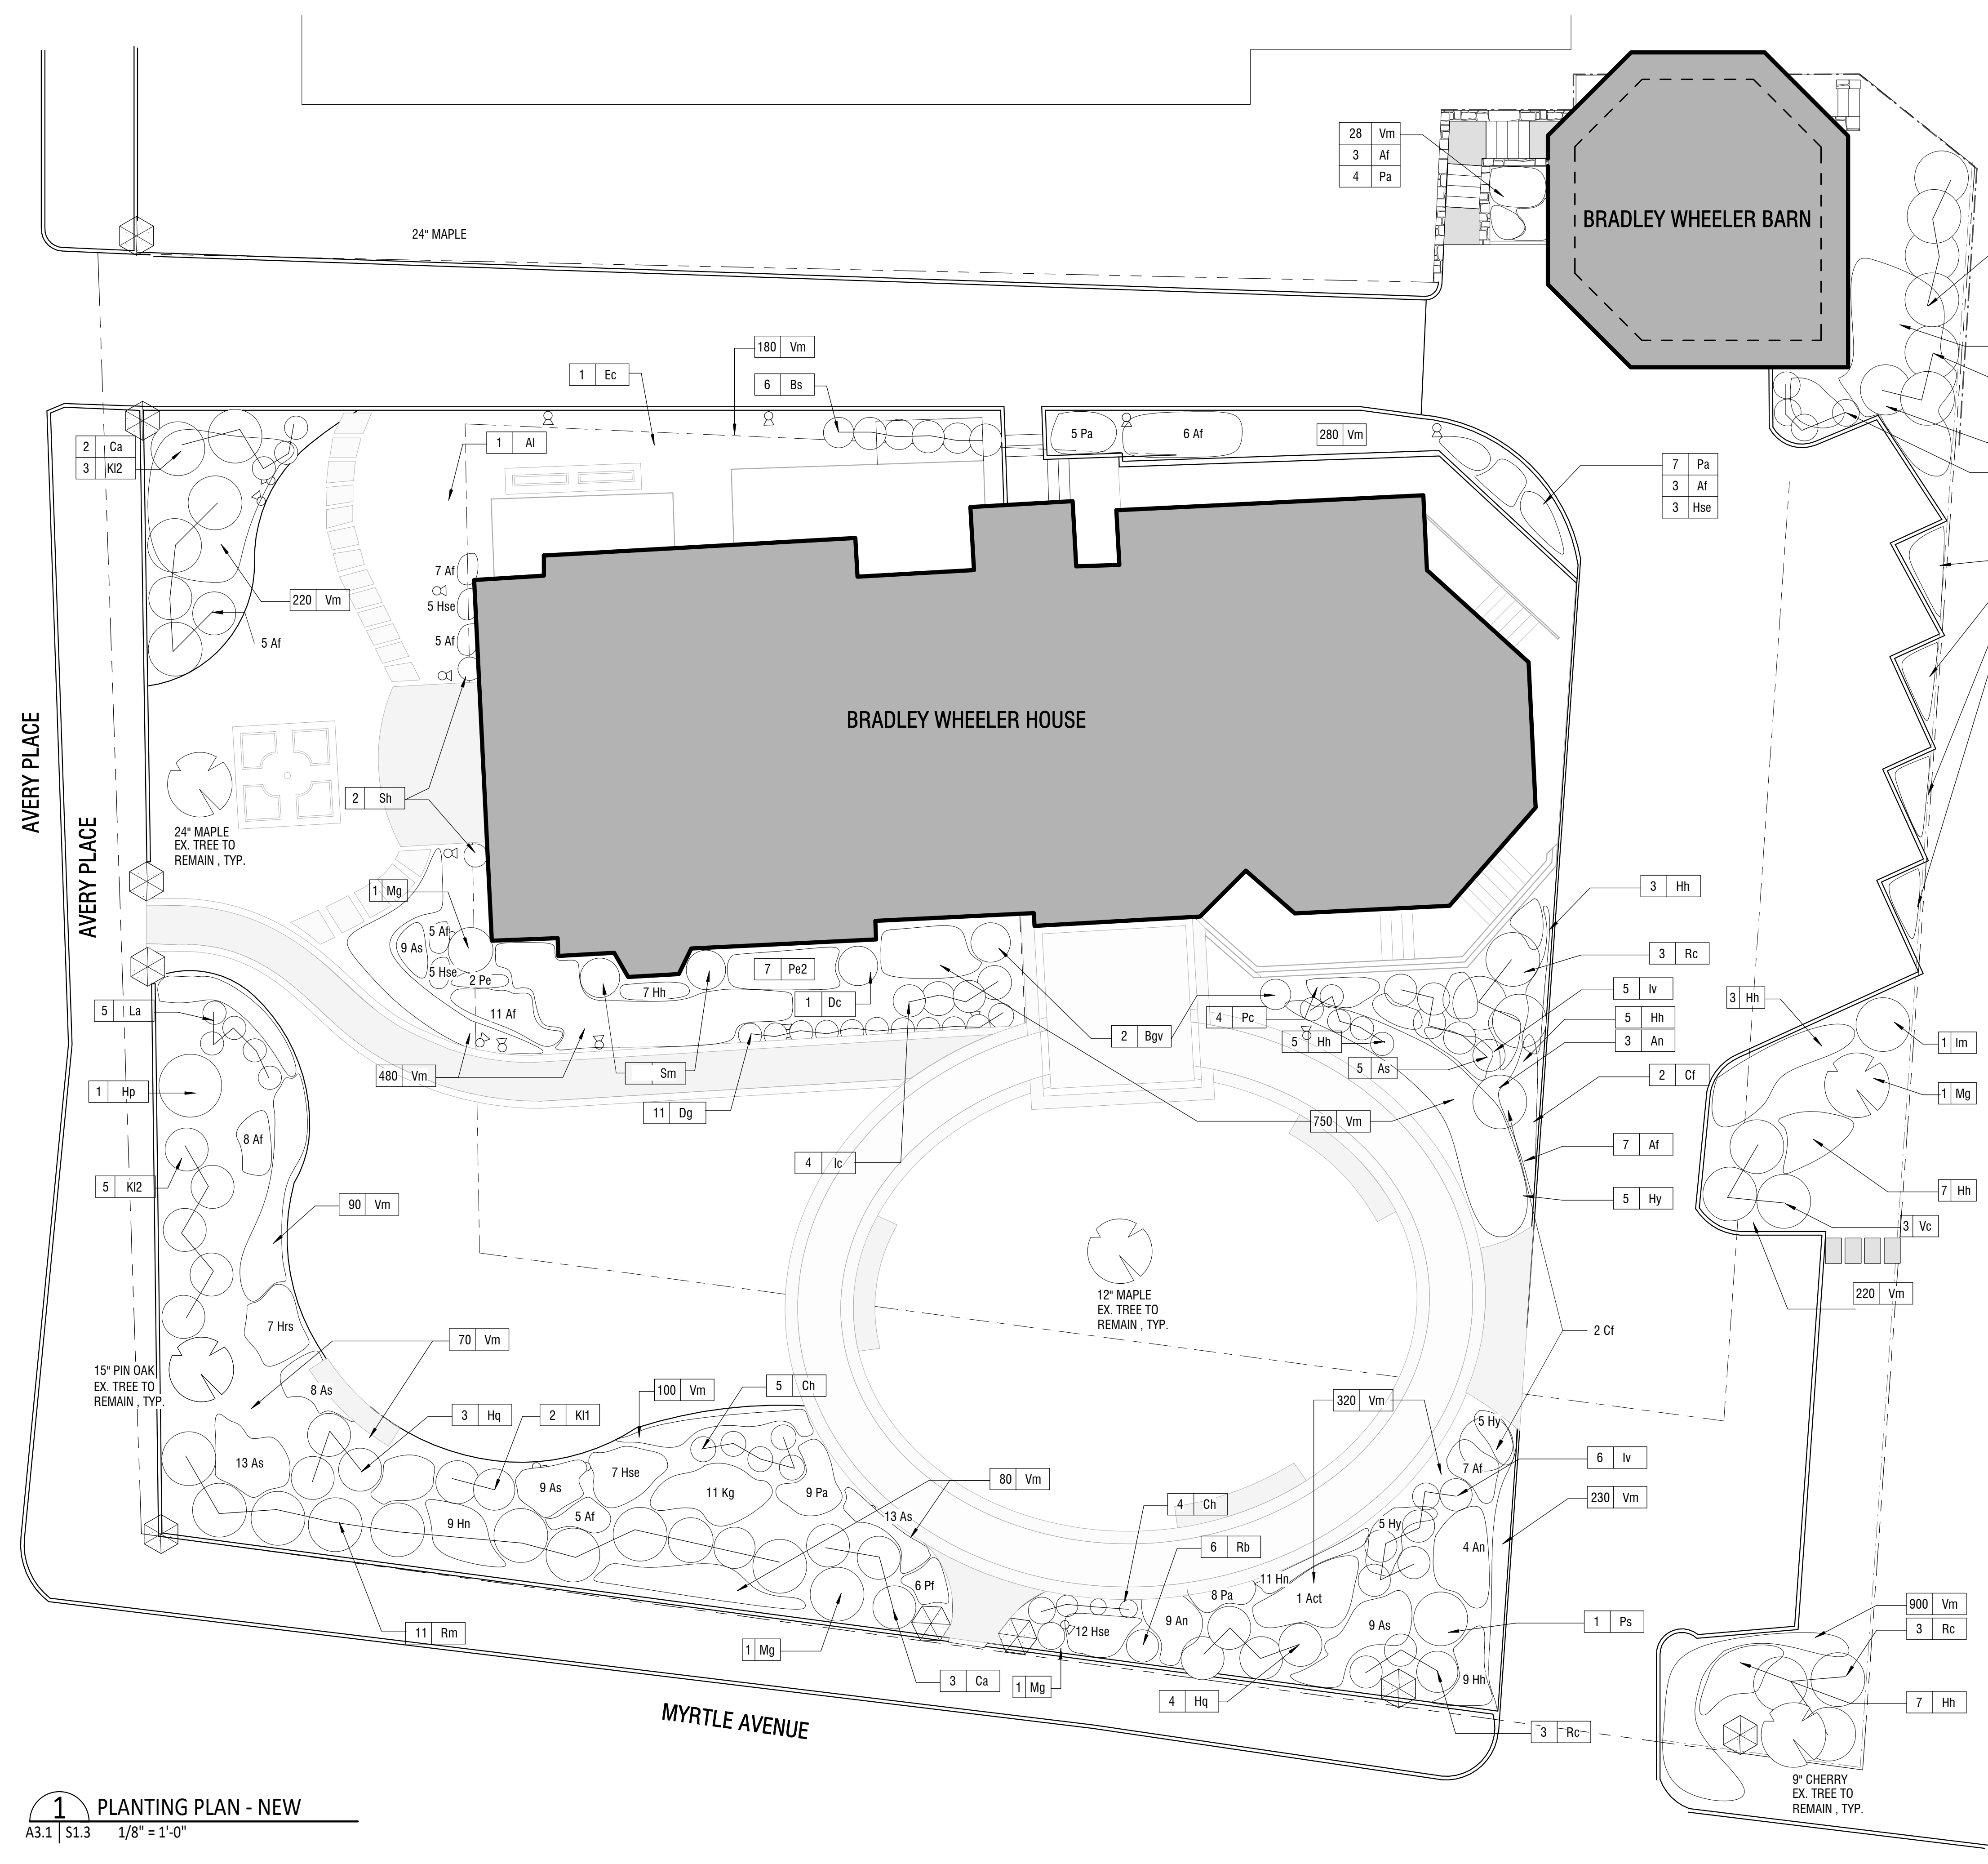 28 Vm
3 Af
4 Pa
BRADLEY WHEELER BARN
24" MAPLE
180 Vm
1 Ec
6 Bs
1 Al
5 Pa
6 Af
280 Vm
2 Ca
3 Kl2
7 Pa
3 Af
3 Hse
7 Af
5 Hse
220 Vm
5 Af
5 Af
BRADLEY WHEELER HOUSE
AVERY PLACE
AVERY PLACE
2 Sh
24" MAPLE
EX. TREE TO
REMAIN , TYP.
1 Mg
3 Hh
5 Af
9 As
5 Hse
2 Pe
7 Hh
7 Pe2
3 Rc
11 Af
1 Dc
5 Iv
3 Hh
5 La
4 Pc
5 Hh
2 Bgv
5 Hh
3 An
1 Im
5 As
480 Vm
Sm
2 Cf
1 Hp
1 Mg
11 Dg
750 Vm
8 Af
7 Af
4 Ic
5 Kl2
7 Hh
90 Vm
5 Hy
3 Vc
12" MAPLE
EX. TREE TO
REMAIN , TYP.
220 Vm
7 Hrs
70 Vm
2 Cf
15" PIN OAK
EX. TREE TO
REMAIN , TYP.
8 As
100 Vm
5 Ch
320 Vm
3 Hq
2 Kl1
5 Hy
13 As
7 Hse
7 Af
6 Iv
9 As
11 Kg
9 Pa
80 Vm
230 Vm
5 Af
9 Hn
13 As
4 Ch
5 Hy
6 Rb
4 An
11 Hn
6 Pf
8 Pa
1 Act
900 Vm
9 An
9 As
1 Ps
11 Rm
12 Hse
3 Rc
1 Mg
3 Ca
1 Mg
4 Hq
9 Hh
7 Hh
MYRTLE AVENUE
3 Rc
9" CHERRY
EX. TREE TO
REMAIN , TYP.
1 PLANTING PLAN - NEW
A3.1 S1.3 1/8" = 1'-0"